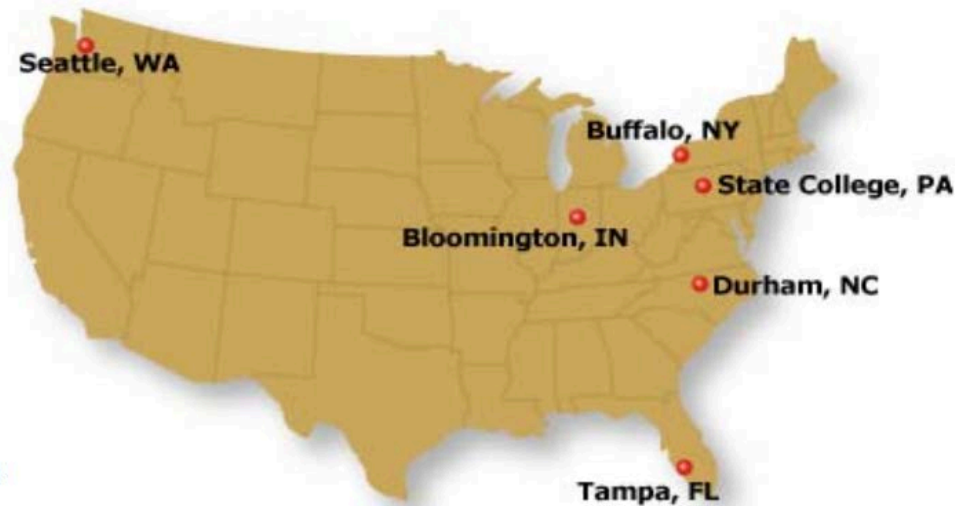 Seattle, WA
Buffalo, NY
State College, PA
Bloomington, IN
Durham, NC
Tampa, FL